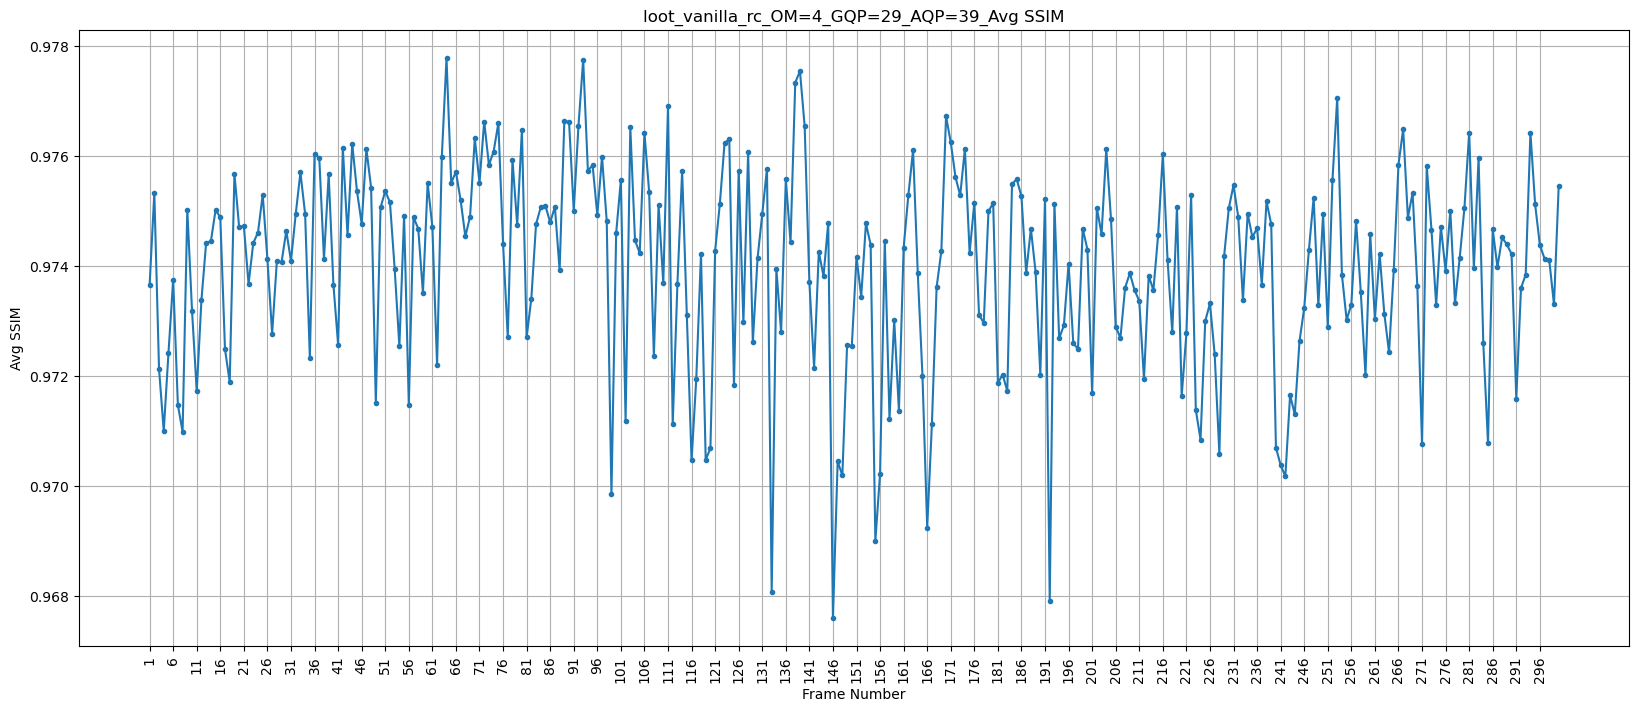 loot_vanilla_rc_OM=4_GQP=29_AQP=39_Avg SSIM
0.978
0.976
0.974
0.972
0.970
0.968
Avg SSIM
1 6 11 16 21 26 31 36 41 46 51 56 61 66 71 76 81 86 91 96 101 106 111 116 121 126 131 136 141 146 151 156 161 166 171 176 181 186 191 196 201 206 211 216 221 226 231 236 241 246 251 256 261 266 271 276 281 286 291 296
Frame Number